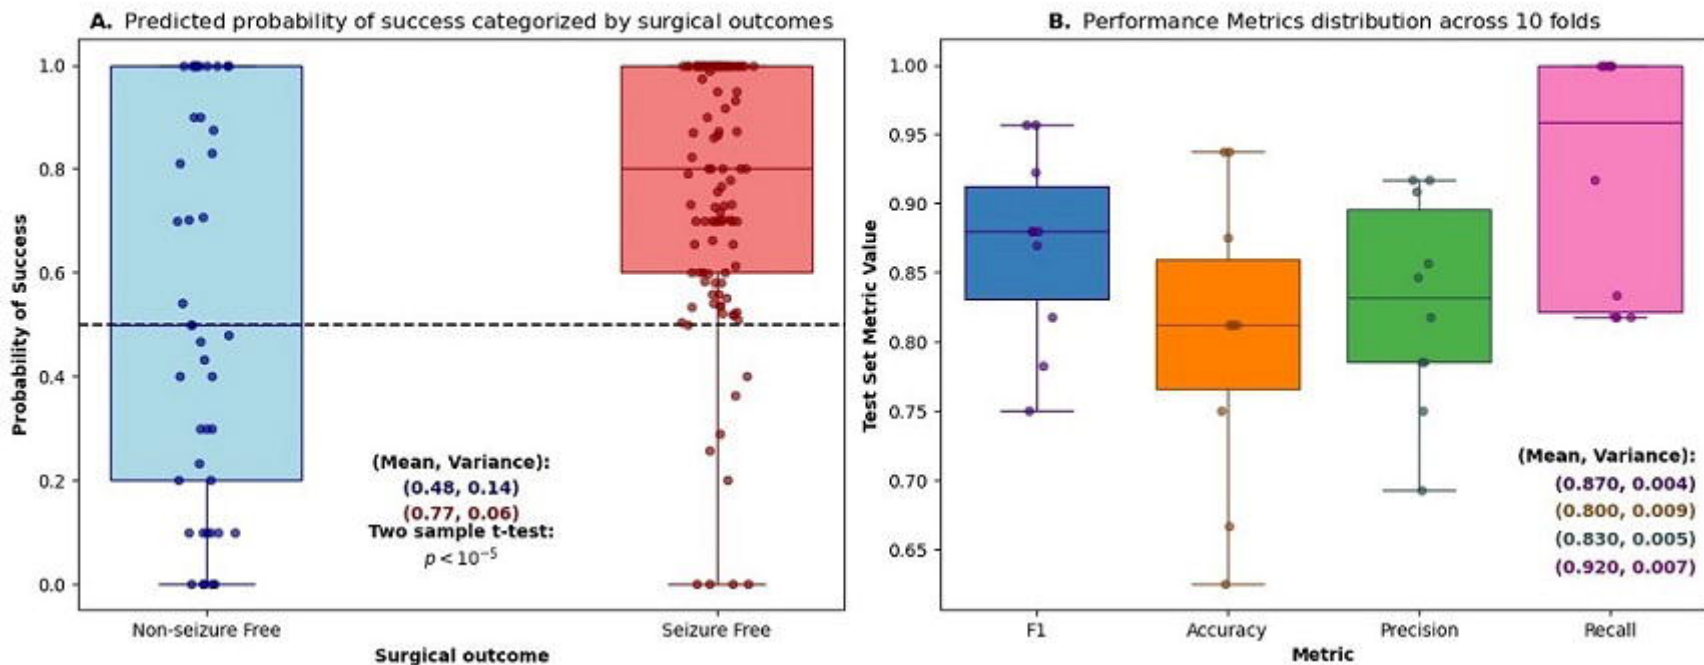 A. Predicted probability of success categorized by surgical outcomes
Probability of Success
1.0
0.8
0.6
0.4
0.2
0.0
(Mean, Variance):
(0.48, 0.14)
(0.77, 0.06)
Two sample t-test:
p < 10⁻⁵
Non-seizure Free
Seizure Free
Surgical outcome
B. Performance Metrics distribution across 10 folds
Test Set Metric Value
1.00
0.95
0.90
0.85
0.80
0.75
0.70
0.65
(Mean, Variance):
(0.870, 0.004)
(0.800, 0.009)
(0.830, 0.005)
(0.920, 0.007)
F1
Accuracy
Precision
Recall
Metric